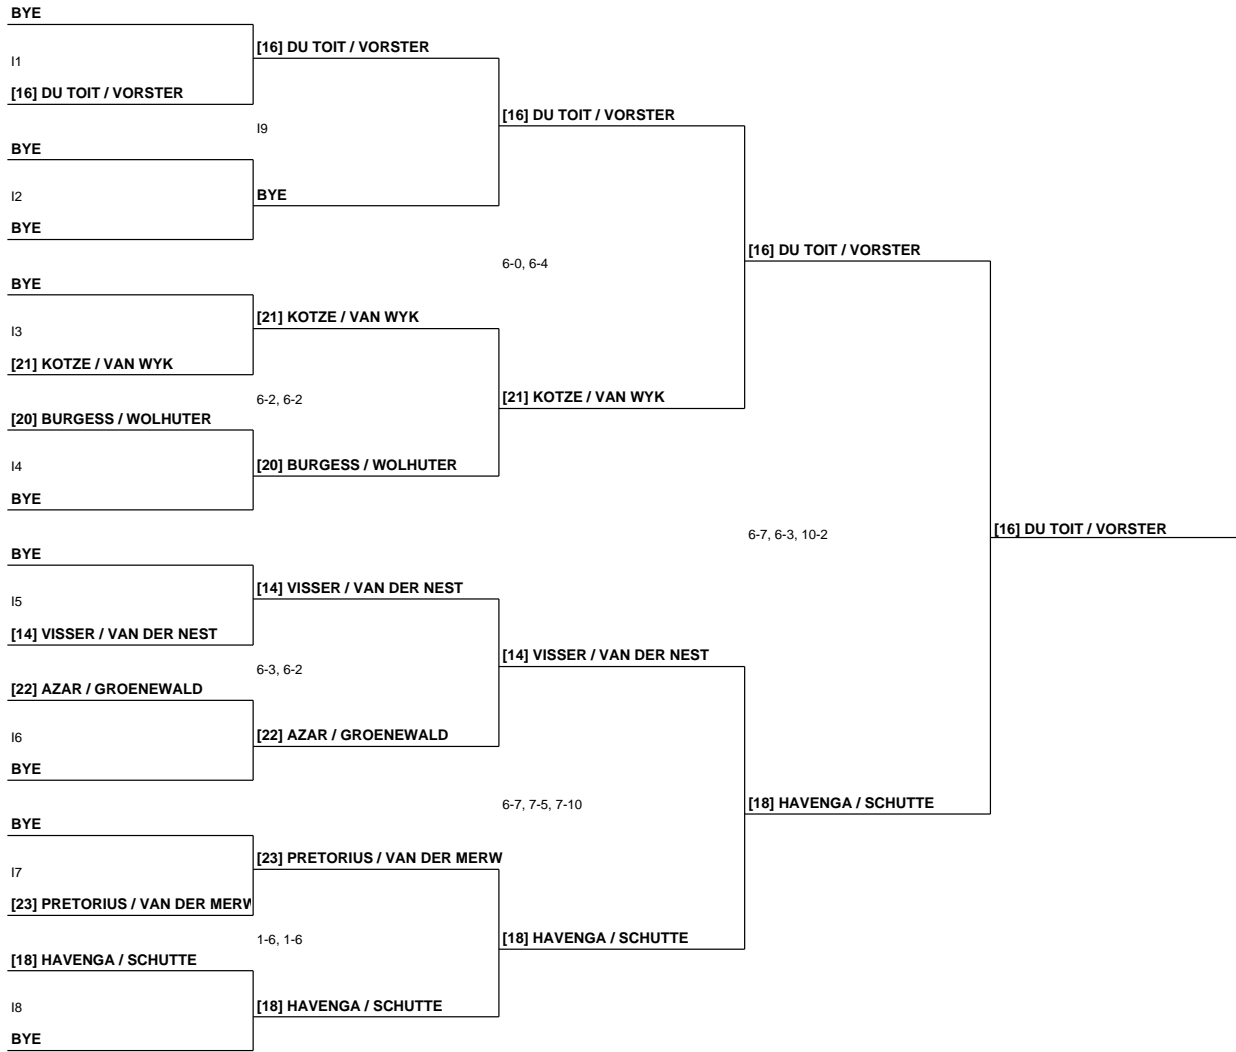 BYE
[16] DU TOIT / VORSTER
I1
[16] DU TOIT / VORSTER
[16] DU TOIT / VORSTER
I9
BYE
I2
BYE
BYE
[16] DU TOIT / VORSTER
6-0, 6-4
BYE
[21] KOTZE / VAN WYK
I3
[21] KOTZE / VAN WYK
6-2, 6-2
[21] KOTZE / VAN WYK
[20] BURGESS / WOLHUTER
I4
[20] BURGESS / WOLHUTER
BYE
6-7, 6-3, 10-2
[16] DU TOIT / VORSTER
BYE
[14] VISSER / VAN DER NEST
I5
[14] VISSER / VAN DER NEST
[14] VISSER / VAN DER NEST
6-3, 6-2
[22] AZAR / GROENEWALD
I6
[22] AZAR / GROENEWALD
BYE
6-7, 7-5, 7-10
[18] HAVENGA / SCHUTTE
BYE
[23] PRETORIUS / VAN DER MERW
I7
[23] PRETORIUS / VAN DER MERW
1-6, 1-6
[18] HAVENGA / SCHUTTE
[18] HAVENGA / SCHUTTE
I8
[18] HAVENGA / SCHUTTE
BYE